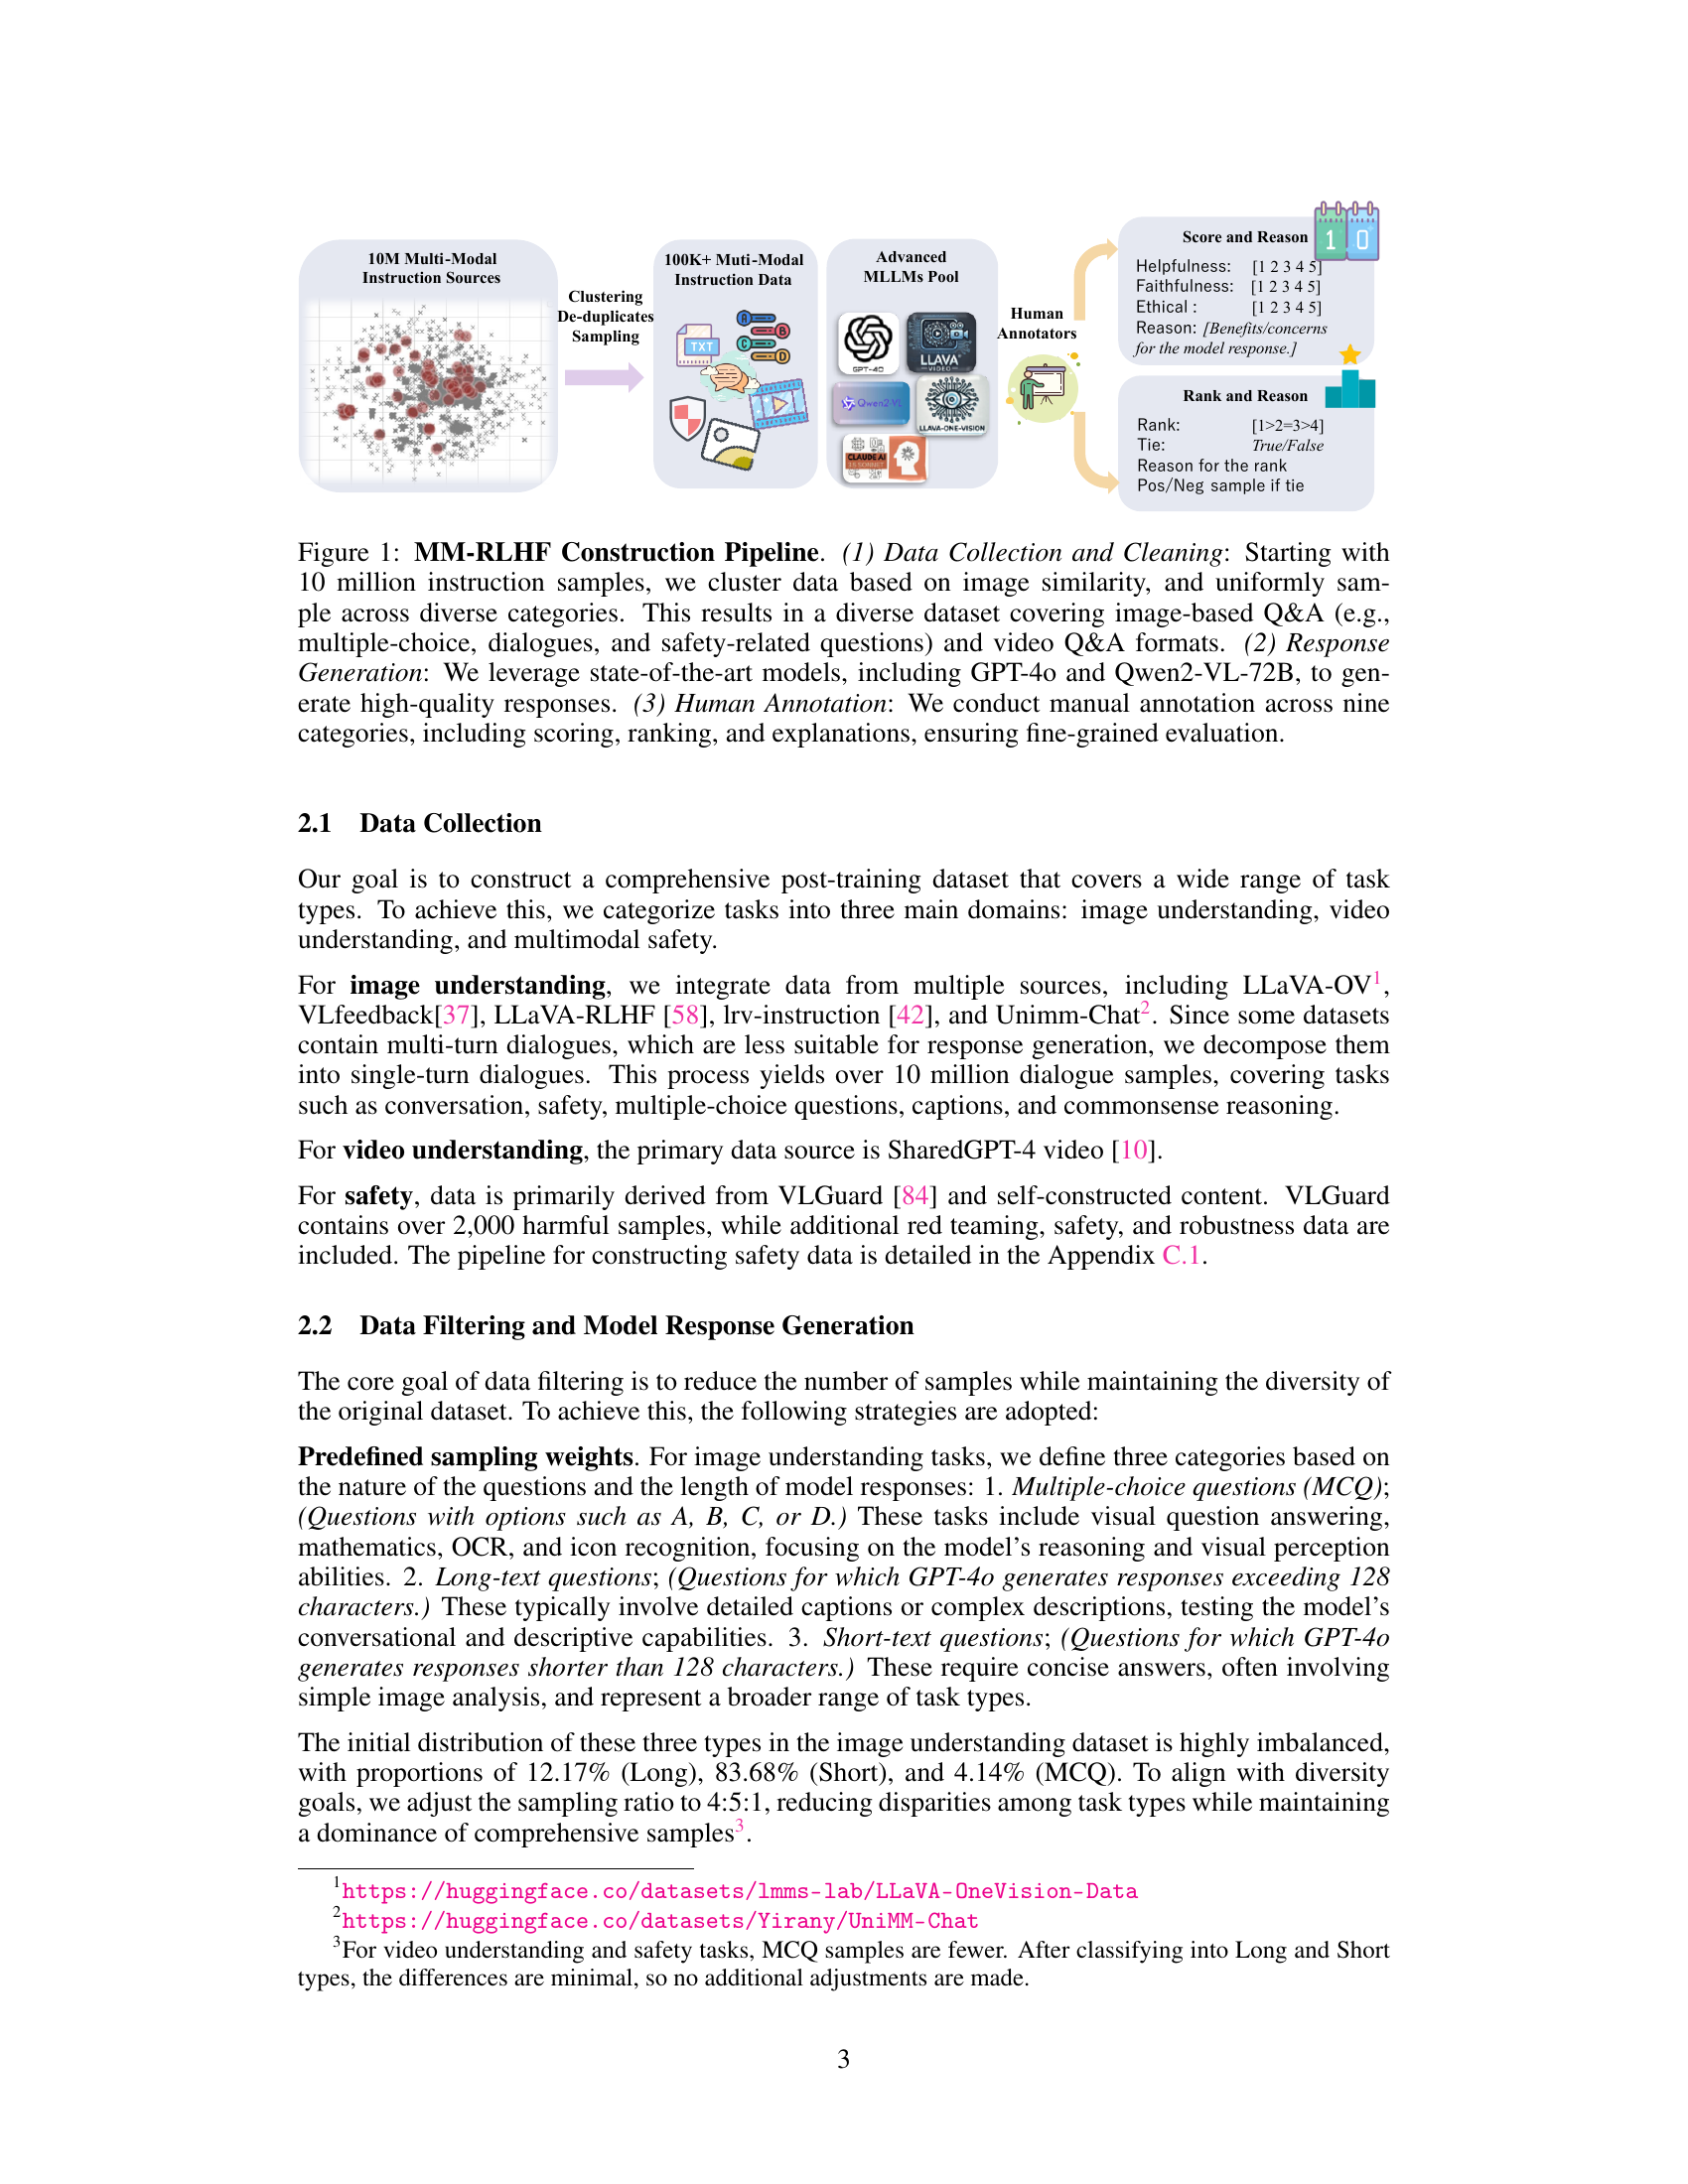 10M Multi-Modal
Instruction Sources
Clustering
De-duplicates
Sampling
100K+ Muti-Modal
Instruction Data
TXT
A
B
C
D
Advanced
MLLMs Pool
GPT-4O
LLAVA
VIDEO
Qwen2-VL
LLAVA-ONE-VISION
CLAUDE AI
3.5 SONNET
Human
Annotators
Score and Reason
1 0
Helpfulness: [1 2 3 4 5]
Faithfulness: [1 2 3 4 5]
Ethical : [1 2 3 4 5]
Reason: [Benefits/concerns
for the model response.]
Rank and Reason
Rank: [1>2=3>4]
Tie: True/False
Reason for the rank
Pos/Neg sample if tie
Figure 1: MM-RLHF Construction Pipeline. (1) Data Collection and Cleaning: Starting with
10 million instruction samples, we cluster data based on image similarity, and uniformly sam-
ple across diverse categories. This results in a diverse dataset covering image-based Q&A (e.g.,
multiple-choice, dialogues, and safety-related questions) and video Q&A formats. (2) Response
Generation: We leverage state-of-the-art models, including GPT-4o and Qwen2-VL-72B, to gen-
erate high-quality responses. (3) Human Annotation: We conduct manual annotation across nine
categories, including scoring, ranking, and explanations, ensuring fine-grained evaluation.
2.1 Data Collection
Our goal is to construct a comprehensive post-training dataset that covers a wide range of task
types. To achieve this, we categorize tasks into three main domains: image understanding, video
understanding, and multimodal safety.
For image understanding, we integrate data from multiple sources, including LLaVA-OV1,
VLfeedback[37], LLaVA-RLHF [58], lrv-instruction [42], and Unimm-Chat2. Since some datasets
contain multi-turn dialogues, which are less suitable for response generation, we decompose them
into single-turn dialogues. This process yields over 10 million dialogue samples, covering tasks
such as conversation, safety, multiple-choice questions, captions, and commonsense reasoning.
For video understanding, the primary data source is SharedGPT-4 video [10].
For safety, data is primarily derived from VLGuard [84] and self-constructed content. VLGuard
contains over 2,000 harmful samples, while additional red teaming, safety, and robustness data are
included. The pipeline for constructing safety data is detailed in the Appendix C.1.
2.2 Data Filtering and Model Response Generation
The core goal of data filtering is to reduce the number of samples while maintaining the diversity of
the original dataset. To achieve this, the following strategies are adopted:
Predefined sampling weights. For image understanding tasks, we define three categories based on
the nature of the questions and the length of model responses: 1. Multiple-choice questions (MCQ);
(Questions with options such as A, B, C, or D.) These tasks include visual question answering,
mathematics, OCR, and icon recognition, focusing on the model's reasoning and visual perception
abilities. 2. Long-text questions; (Questions for which GPT-4o generates responses exceeding 128
characters.) These typically involve detailed captions or complex descriptions, testing the model's
conversational and descriptive capabilities. 3. Short-text questions; (Questions for which GPT-4o
generates responses shorter than 128 characters.) These require concise answers, often involving
simple image analysis, and represent a broader range of task types.
The initial distribution of these three types in the image understanding dataset is highly imbalanced,
with proportions of 12.17% (Long), 83.68% (Short), and 4.14% (MCQ). To align with diversity
goals, we adjust the sampling ratio to 4:5:1, reducing disparities among task types while maintaining
a dominance of comprehensive samples3.
1https://huggingface.co/datasets/lmms-lab/LLaVA-OneVision-Data
2https://huggingface.co/datasets/Yirany/UniMM-Chat
3For video understanding and safety tasks, MCQ samples are fewer. After classifying into Long and Short
types, the differences are minimal, so no additional adjustments are made.
3